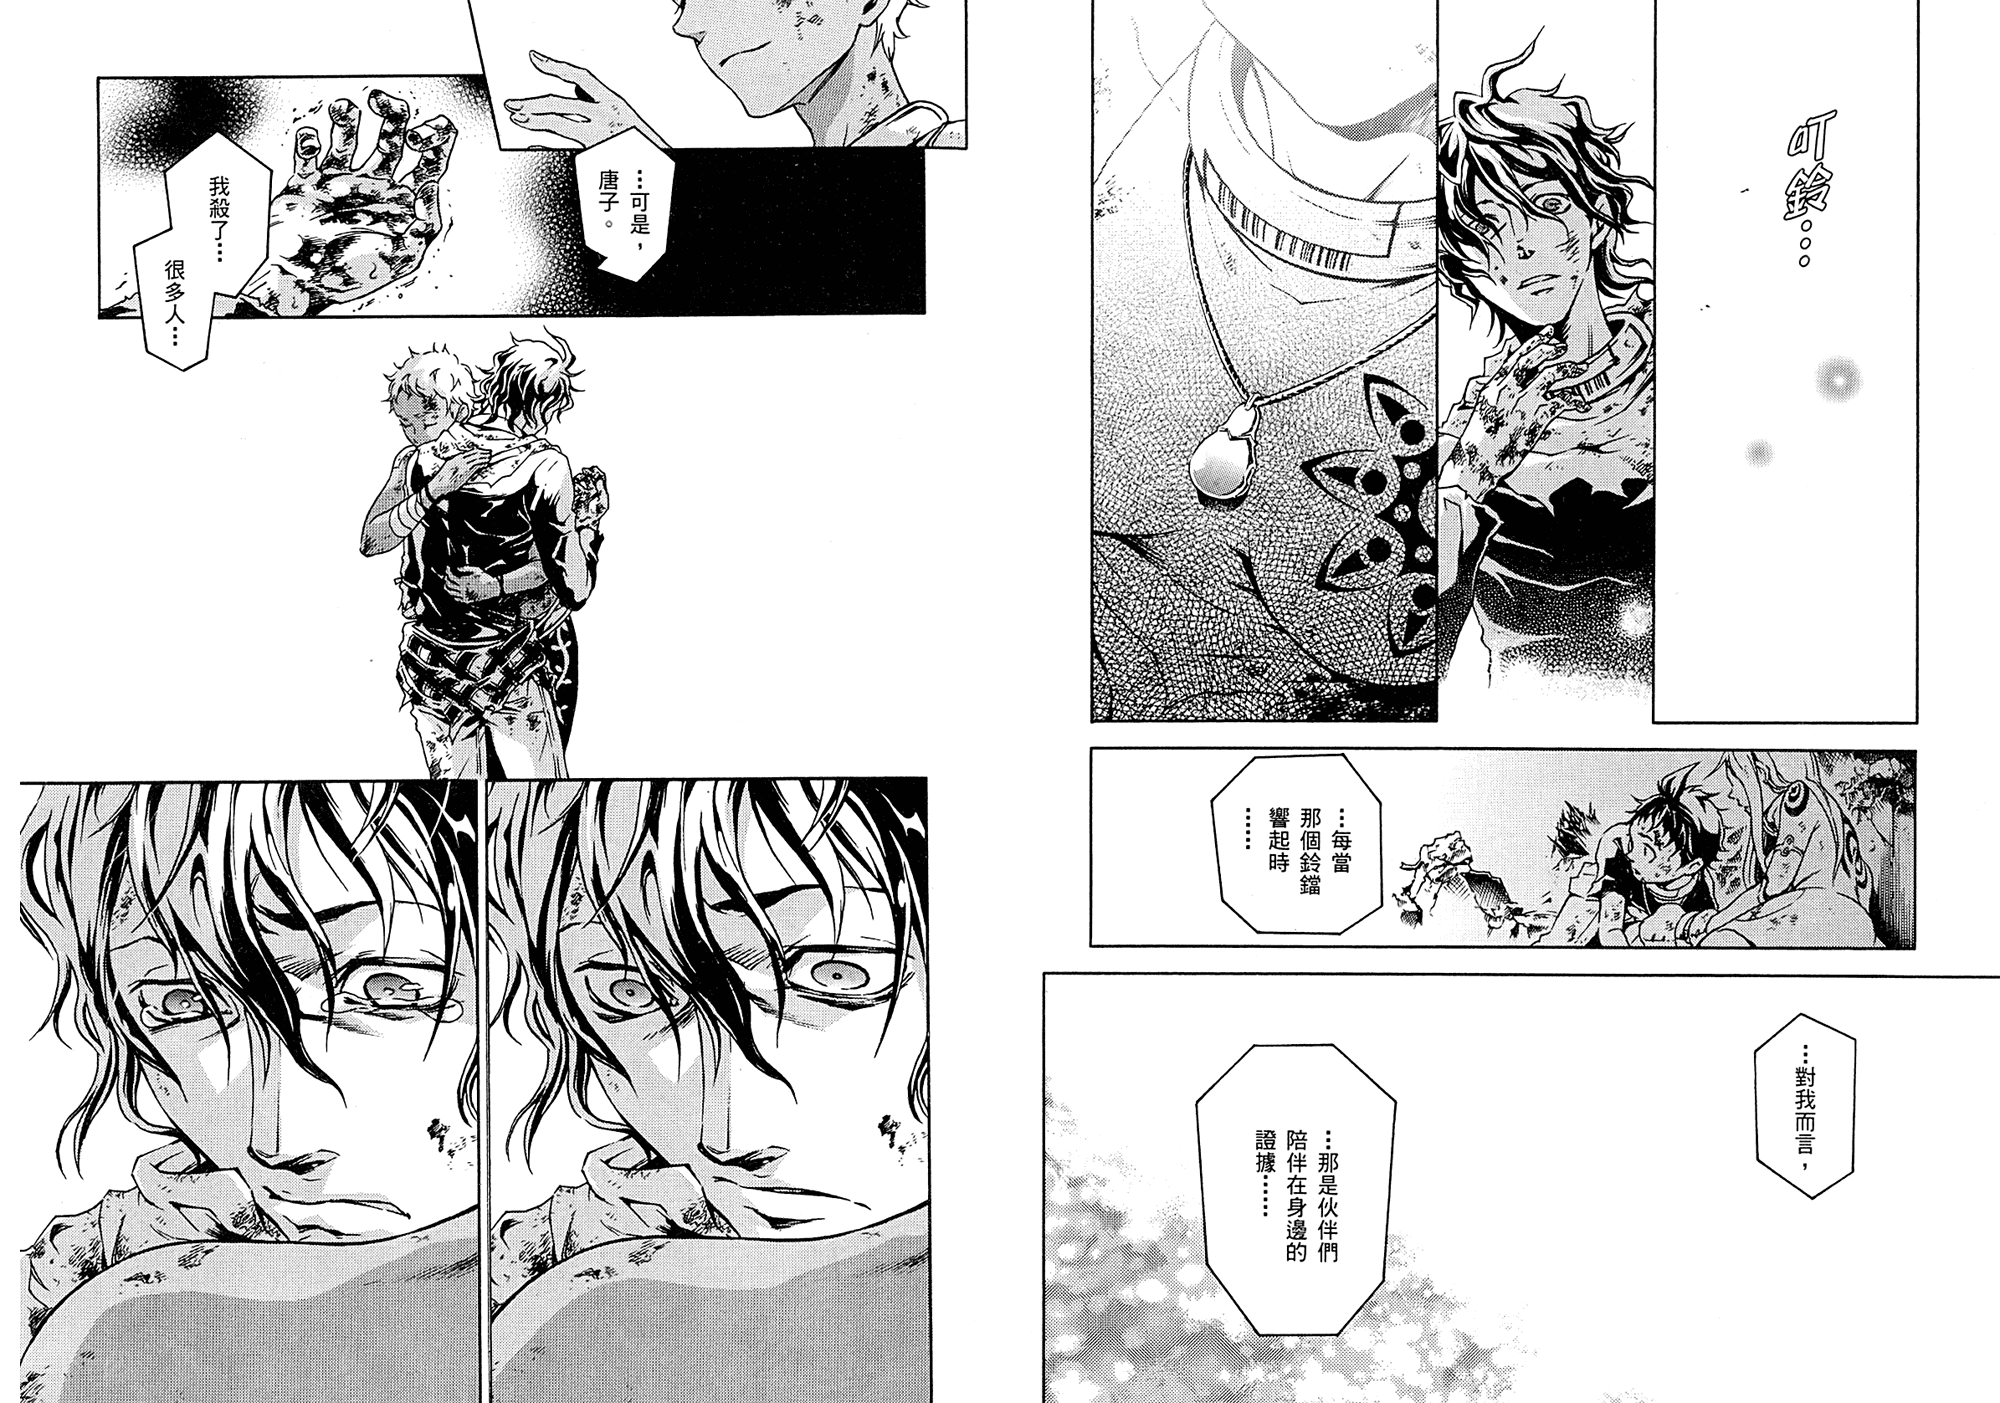 叮鈴…
…每當
那個鈴鐺
響起時
……
…對我而言，
…那是伙伴們
陪伴在身邊的
證據……
…可是，
唐子。
我殺了…
很多人…